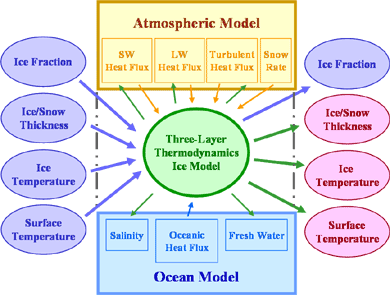 Atmospheric Model
SW
Heat Flux
LW
Heat Flux
Turbulent
Heat Flux
Snow
Rate
Ice Fraction
Ice/Snow
Thickness
Ice
Temperature
Surface
Temperature
Three-Layer
Thermodynamics
Ice Model
Ice Fraction
Ice/Snow
Thickness
Ice
Temperature
Surface
Temperature
Salinity
Oceanic
Heat Flux
Fresh Water
Ocean Model